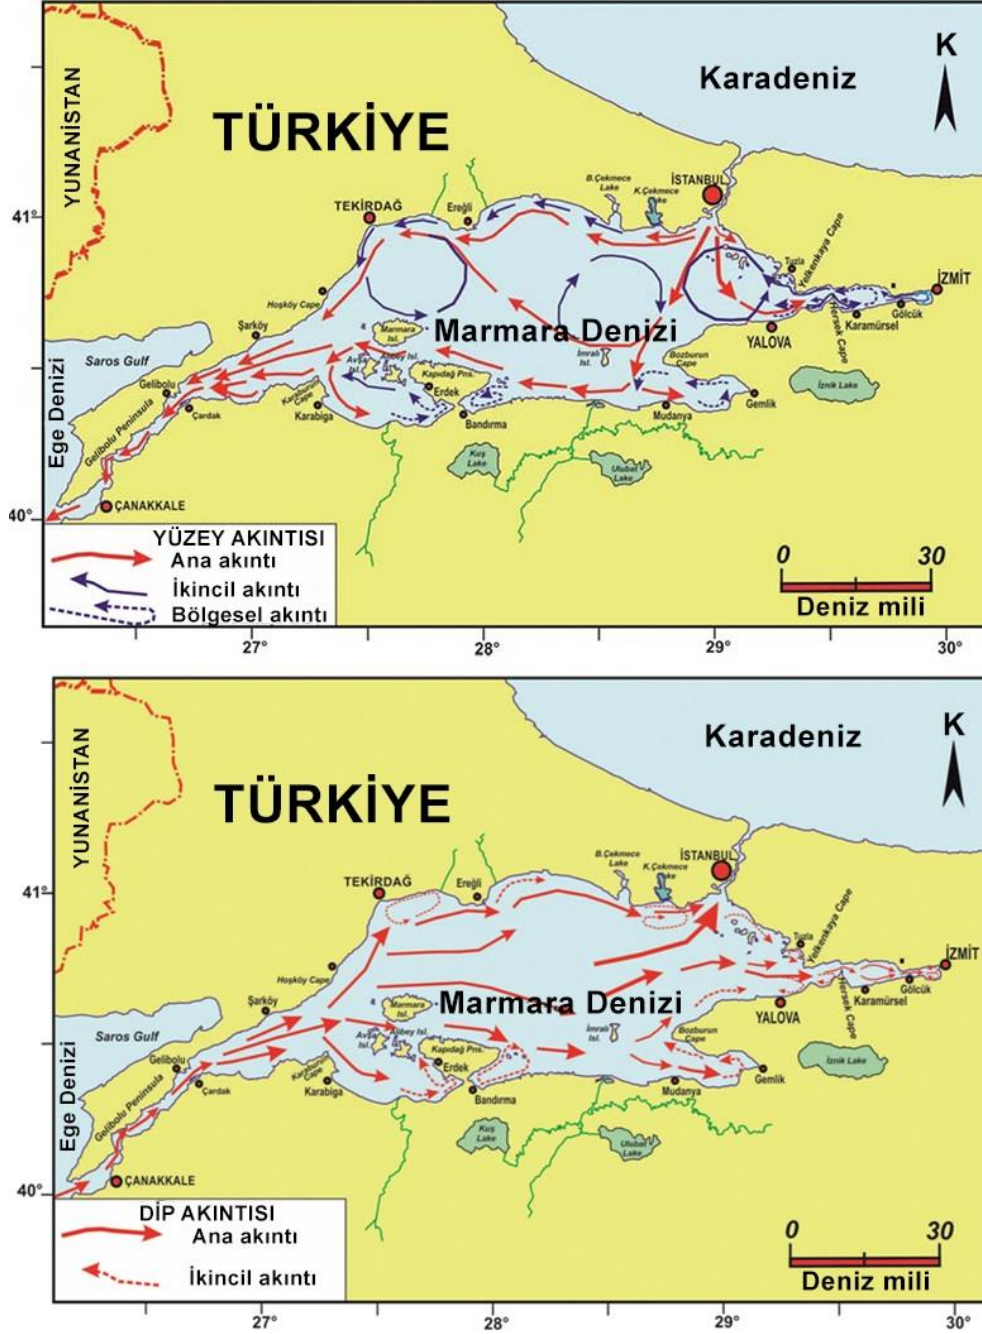 Karadeniz
K
YUNANİSTAN
TÜRKİYE
B.Çekmece
Lake
K.Çekmece
Lake
İSTANBUL
41°
TEKİRDAĞ
Ereğli
Tuzla
Yelkenkaya Cape
İZMİT
Hoşköy Cape
Gölcük
Karamürsel
Hersek Cape
YALOVA
Marmara Denizi
Marmara
Isl.
Şarköy
Saros Gulf
Avşa
Isl.
Alibey Isl.
Kapıdağ Pns.
İmralı
Isl.
Bozburun
Cape
İznik Lake
Gelibolu
Gelibolu Peninsula
Çardak
Karaburun
Cape
Karabiga
Erdek
Bandırma
Mudanya
Gemlik
Ege Denizi
Kuş
Lake
Ulubat
Lake
ÇANAKKALE
40°
YÜZEY AKINTISI
Ana akıntı
İkincil akıntı
Bölgesel akıntı
0 30
Deniz mili
27° 28° 29° 30°
Karadeniz
K
YUNANİSTAN
TÜRKİYE
B.Çekmece
Lake
K.Çekmece
Lake
İSTANBUL
41°
TEKİRDAĞ
Ereğli
Tuzla
Yelkenkaya Cape
İZMİT
Hoşköy Cape
Gölcük
Karamürsel
Hersek Cape
YALOVA
Marmara Denizi
Marmara
Isl.
Şarköy
Saros Gulf
Avşa
Isl.
Alibey Isl.
Kapıdağ Pns.
İmralı
Isl.
Bozburun
Cape
İznik Lake
Gelibolu
Gelibolu Peninsula
Çardak
Karaburun
Cape
Karabiga
Erdek
Bandırma
Mudanya
Gemlik
Ege Denizi
Kuş
Lake
Ulubat
Lake
ÇANAKKALE
40°
DİP AKINTISI
Ana akıntı
İkincil akıntı
0 30
Deniz mili
27° 28° 29° 30°